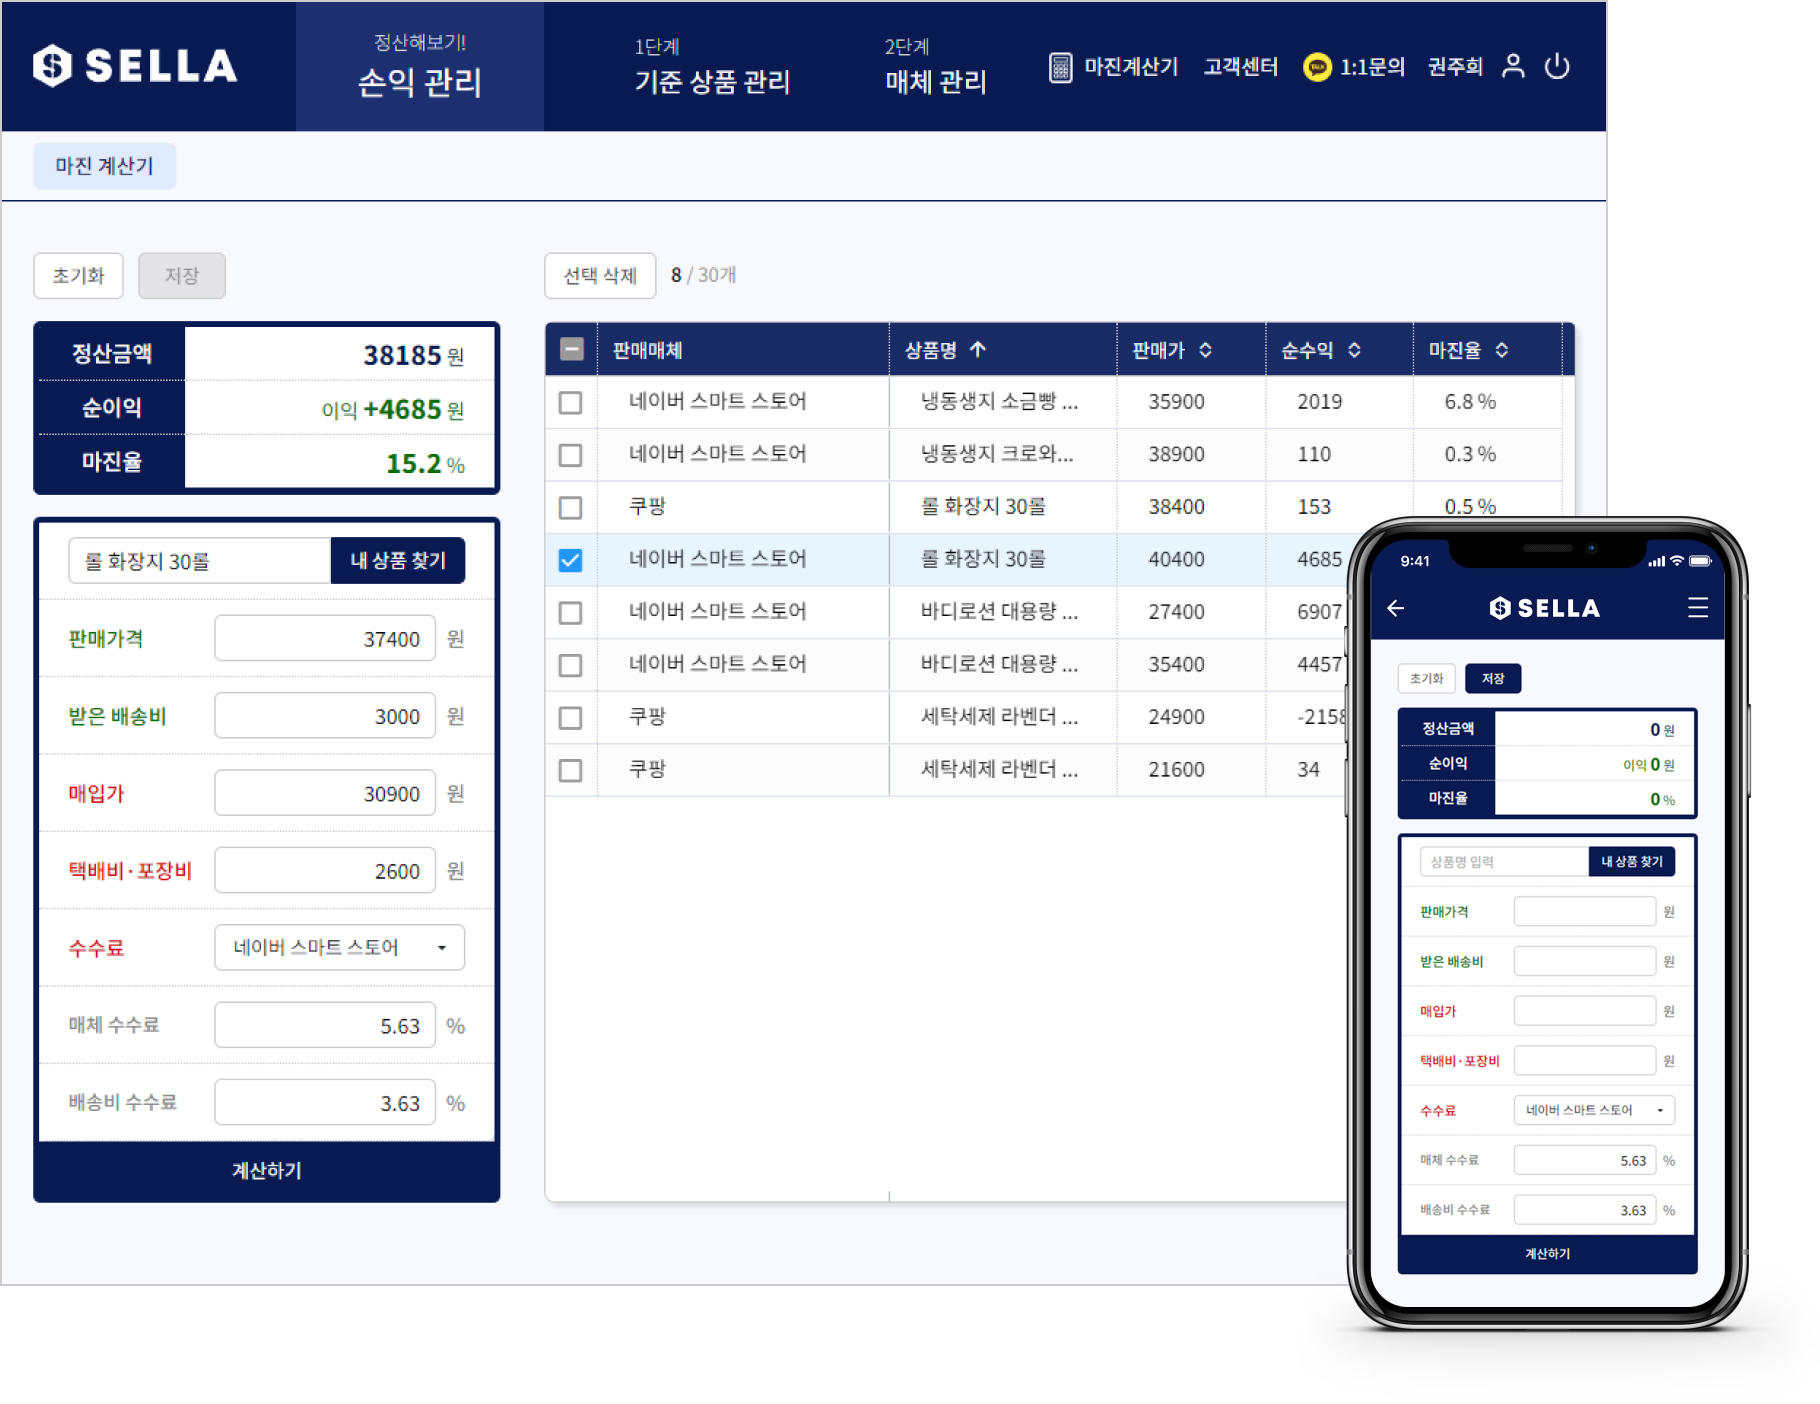 SELLA
정산해보기!
손익 관리
1단계
기준 상품 관리
2단계
매체 관리
마진계산기
고객센터
TALK
1:1문의
권주희
마진 계산기
초기화
저장
정산금액 38185 원
순이익 이익 +4685 원
마진율 15.2 %
롤 화장지 30롤 내 상품 찾기
판매가격 37400 원
받은 배송비 3000 원
매입가 30900 원
택배비·포장비 2600 원
수수료 네이버 스마트 스토어
매체 수수료 5.63 %
배송비 수수료 3.63 %
계산하기
선택 삭제 8 / 30개
판매매체 상품명 판매가 순수익 마진율
네이버 스마트 스토어 냉동생지 소금빵 ... 35900 2019 6.8 %
네이버 스마트 스토어 냉동생지 크로와... 38900 110 0.3 %
쿠팡 롤 화장지 30롤 38400 153 0.5 %
네이버 스마트 스토어 롤 화장지 30롤 40400 4685
네이버 스마트 스토어 바디로션 대용량 ... 27400 6907
네이버 스마트 스토어 바디로션 대용량 ... 35400 4457
쿠팡 세탁세제 라벤더 ... 24900 -2158
쿠팡 세탁세제 라벤더 ... 21600 34
9:41
SELLA
초기화 저장
정산금액 0 원
순이익 이익 0 원
마진율 0 %
상품명 입력 내 상품 찾기
판매가격 원
받은 배송비 원
매입가 원
택배비·포장비 원
수수료 네이버 스마트 스토어
매체 수수료 5.63 %
배송비 수수료 3.63 %
계산하기